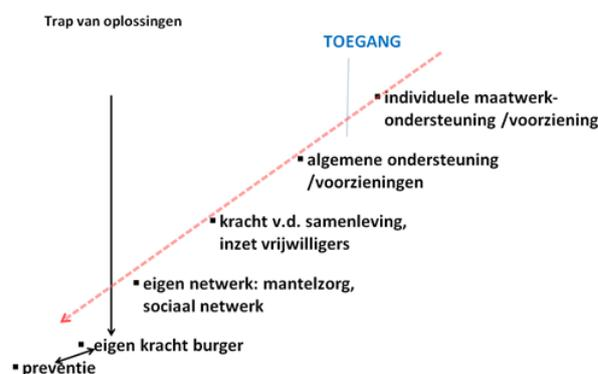 Trap van oplossingen
TOEGANG
▪ individuele maatwerk-
ondersteuning /voorziening
▪ algemene ondersteuning
/voorzieningen
▪ kracht v.d. samenleving,
inzet vrijwilligers
▪ eigen netwerk: mantelzorg,
sociaal netwerk
▪ eigen kracht burger
▪ preventie